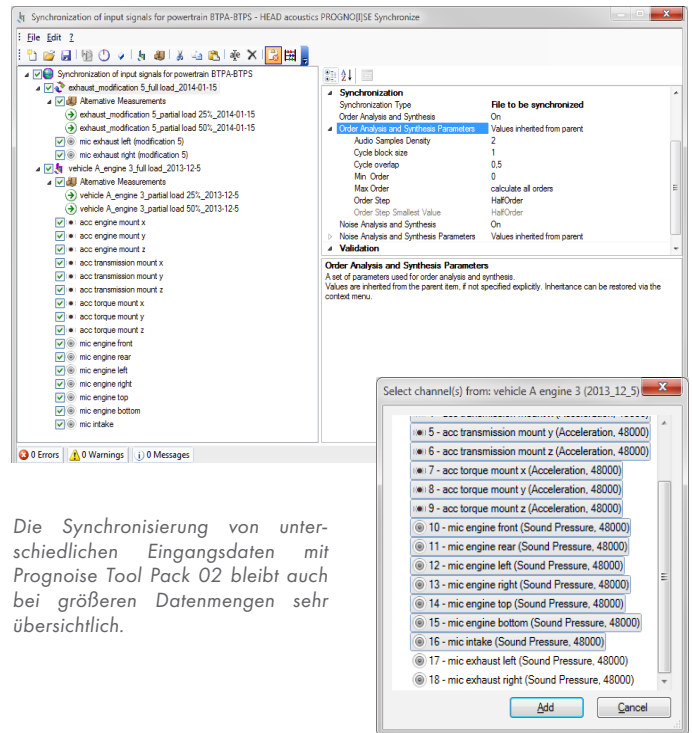 Synchronization of input signals for powertrain BTPA-BTPS - HEAD acoustics PROGNO[I]SE Synchronize
File Edit ?
Synchronization of input signals for powertrain BTPA-BTPS
exhaust_modification 5_full load_2014-01-15
Alternative Measurements
exhaust_modification 5_partial load 25%_2014-01-15
exhaust_modification 5_partial load 50%_2014-01-15
mic exhaust left (modification 5)
mic exhaust right (modification 5)
vehicle A_engine 3_full load_2013-12-5
Alternative Measurements
vehicle A_engine 3_partial load 25%_2013-12-5
vehicle A_engine 3_partial load 50%_2013-12-5
acc engine mount x
acc engine mount y
acc engine mount z
acc transmission mount x
acc transmission mount y
acc transmission mount z
acc torque mount x
acc torque mount y
acc torque mount z
mic engine front
mic engine rear
mic engine left
mic engine right
mic engine top
mic engine bottom
mic intake
0 Errors 0 Warnings 0 Messages
Synchronization
Synchronization Type File to be synchronized
Order Analysis and Synthesis On
Order Analysis and Synthesis Parameters Values inherited from parent
Audio Samples Density 2
Cycle block size 1
Cycle overlap 0,5
Min Order 0
Max Order calculate all orders
Order Step HalfOrder
Order Step Smallest Value HalfOrder
Noise Analysis and Synthesis On
Noise Analysis and Synthesis Parameters Values inherited from parent
Validation
Order Analysis and Synthesis Parameters
A set of parameters used for order analysis and synthesis.
Values are inherited from the parent item, if not specified explicitly. Inheritance can be restored via the
context menu.
Select channel(s) from: vehicle A engine 3 (2013_12_5)
5 - acc transmission mount y (Acceleration, 48000)
6 - acc transmission mount z (Acceleration, 48000)
7 - acc torque mount x (Acceleration, 48000)
8 - acc torque mount y (Acceleration, 48000)
9 - acc torque mount z (Acceleration, 48000)
10 - mic engine front (Sound Pressure, 48000)
11 - mic engine rear (Sound Pressure, 48000)
12 - mic engine left (Sound Pressure, 48000)
13 - mic engine right (Sound Pressure, 48000)
14 - mic engine top (Sound Pressure, 48000)
15 - mic engine bottom (Sound Pressure, 48000)
16 - mic intake (Sound Pressure, 48000)
17 - mic exhaust left (Sound Pressure, 48000)
18 - mic exhaust right (Sound Pressure, 48000)
Add Cancel
Die Synchronisierung von unter-
schiedlichen Eingangsdaten mit
Prognoise Tool Pack 02 bleibt auch
bei größeren Datenmengen sehr
übersichtlich.